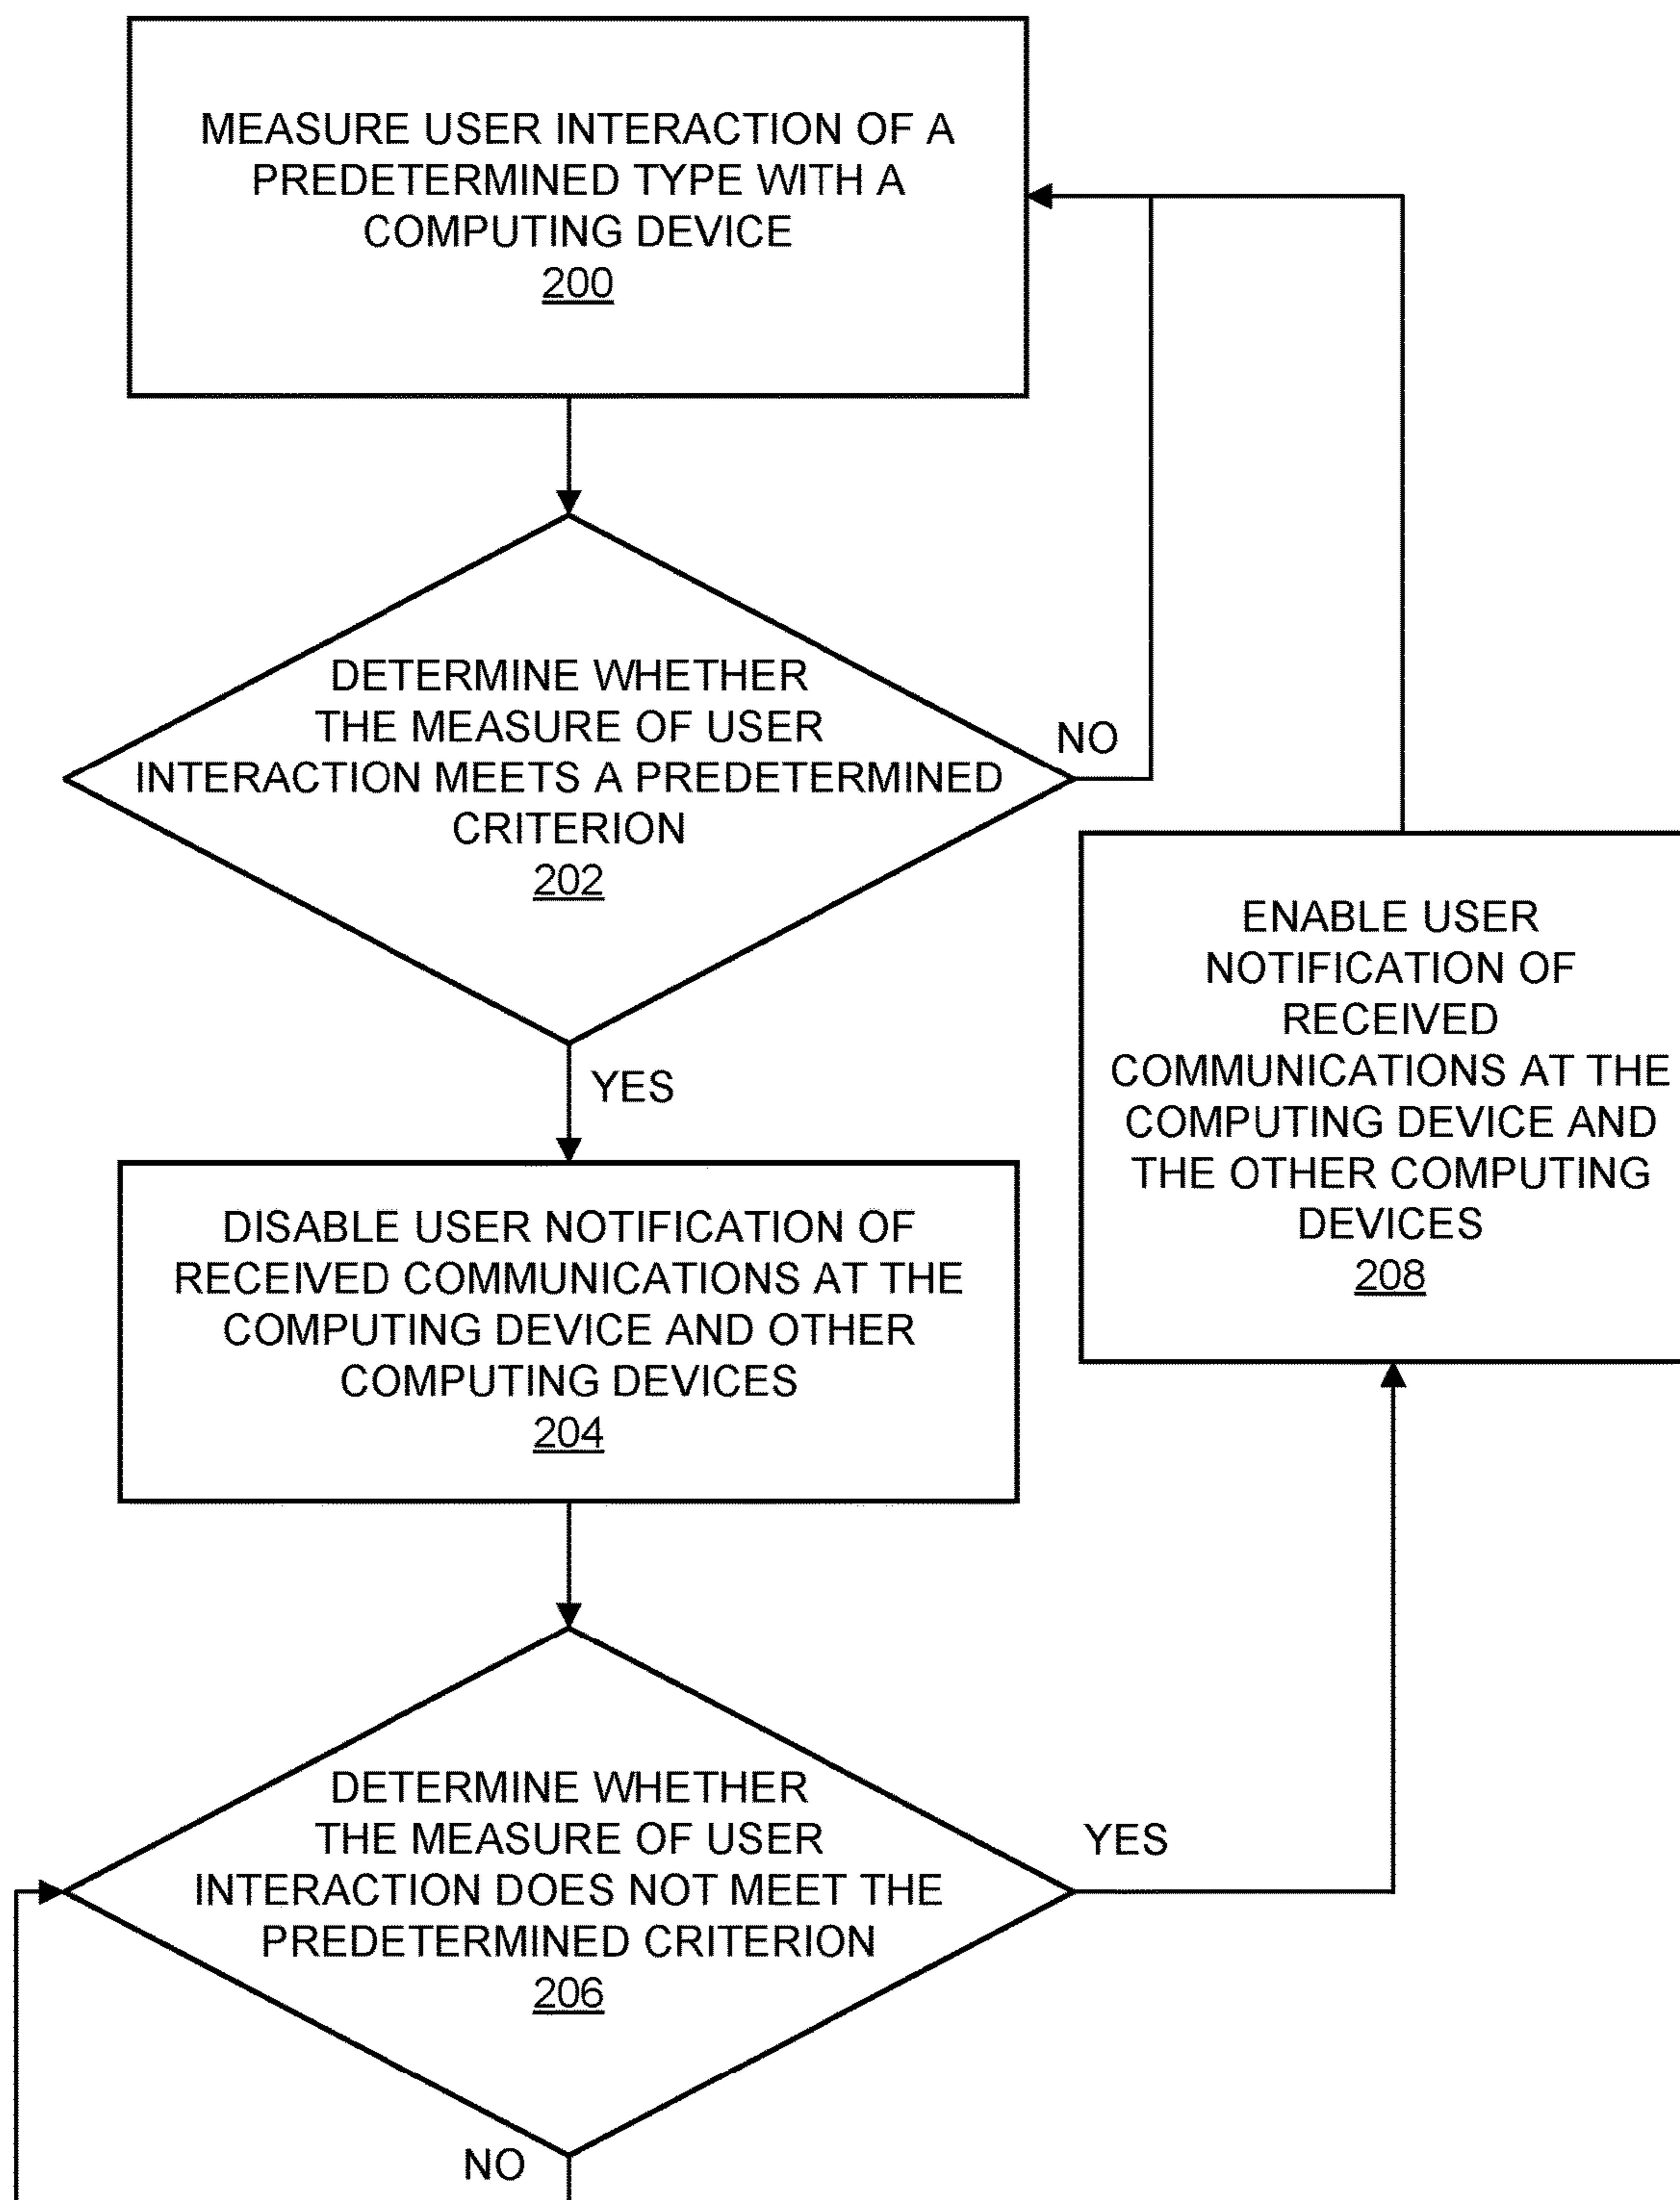 MEASURE USER INTERACTION OF A
PREDETERMINED TYPE WITH A
COMPUTING DEVICE
200
DETERMINE WHETHER
THE MEASURE OF USER
INTERACTION MEETS A PREDETERMINED
CRITERION
202
NO
YES
ENABLE USER
NOTIFICATION OF
RECEIVED
COMMUNICATIONS AT THE
COMPUTING DEVICE AND
THE OTHER COMPUTING
DEVICES
208
DISABLE USER NOTIFICATION OF
RECEIVED COMMUNICATIONS AT THE
COMPUTING DEVICE AND OTHER
COMPUTING DEVICES
204
DETERMINE WHETHER
THE MEASURE OF USER
INTERACTION DOES NOT MEET THE
PREDETERMINED CRITERION
206
YES
NO